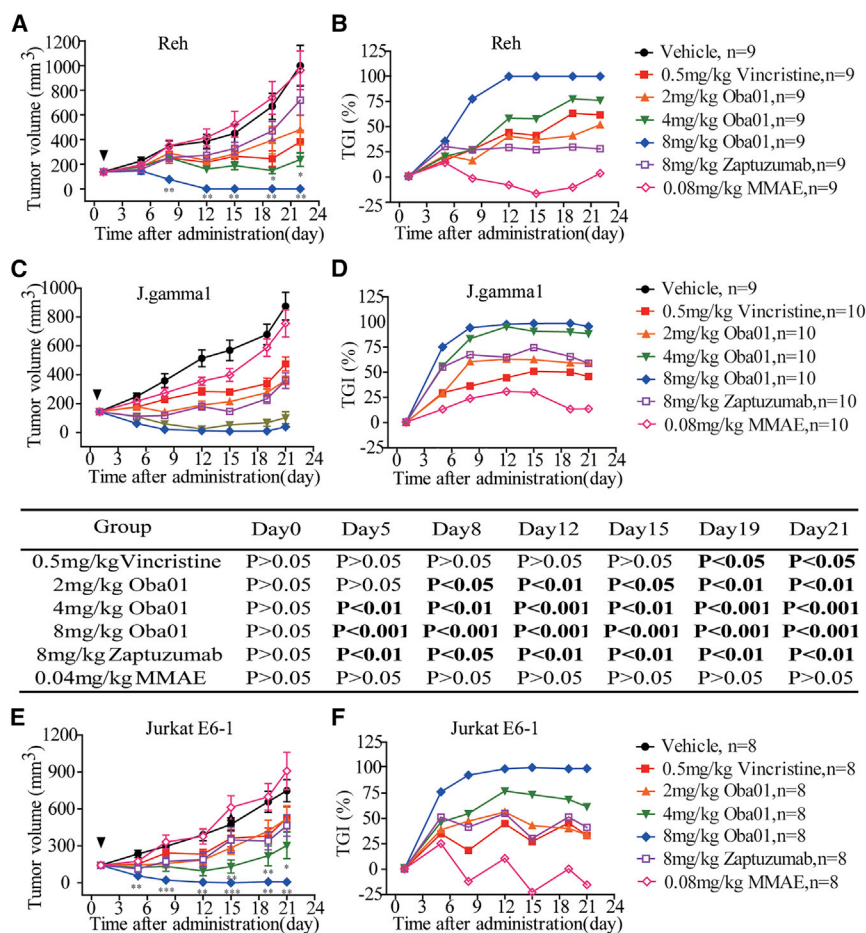 A
Reh
Tumor volume (mm³)
1200
1000
800
600
400
200
0
** ** ** ** **
* *
0 3 6 9 12 15 18 21 24
Time after administration(day)
B
Reh
TGI (%)
125
100
75
50
25
0
-25
0 3 6 9 12 15 18 21 24
Time after administration(day)
Vehicle, n=9
0.5mg/kg Vincristine,n=9
2mg/kg Oba01,n=9
4mg/kg Oba01,n=9
8mg/kg Oba01,n=9
8mg/kg Zaptuzumab,n=9
0.08mg/kg MMAE,n=9
C
J.gamma1
Tumor volume (mm³)
1000
800
600
400
200
0
0 3 6 9 12 15 18 21 24
Time after administration(day)
D
J.gamma1
TGI (%)
125
100
75
50
25
0
-25
0 3 6 9 12 15 18 21 24
Time after administration(day)
Vehicle, n=9
0.5mg/kg Vincristine,n=10
2mg/kg Oba01,n=10
4mg/kg Oba01,n=10
8mg/kg Oba01,n=10
8mg/kg Zaptuzumab,n=10
0.08mg/kg MMAE,n=10
Group Day0 Day5 Day8 Day12 Day15 Day19 Day21
0.5mg/kg Vincristine P>0.05 P>0.05 P>0.05 P>0.05 P>0.05 P<0.05 P<0.05
2mg/kg Oba01 P>0.05 P>0.05 P<0.05 P<0.01 P<0.05 P<0.01 P<0.01
4mg/kg Oba01 P>0.05 P<0.01 P<0.01 P<0.001 P<0.01 P<0.001 P<0.001
8mg/kg Oba01 P>0.05 P<0.001 P<0.001 P<0.001 P<0.001 P<0.001 P<0.001
8mg/kg Zaptuzumab P>0.05 P<0.01 P<0.05 P<0.01 P<0.01 P<0.01 P<0.01
0.04mg/kg MMAE P>0.05 P>0.05 P>0.05 P>0.05 P>0.05 P>0.05 P>0.05
E
Jurkat E6-1
Tumor volume (mm³)
1200
900
600
300
0
** ** *
** *** ** *** ** **
0 3 6 9 12 15 18 21 24
Time after administration(day)
F
Jurkat E6-1
TGI (%)
125
100
75
50
25
0
-25
0 3 6 9 12 15 18 21 24
Time after administration(day)
Vehicle, n=8
0.5mg/kg Vincristine,n=8
2mg/kg Oba01,n=8
4mg/kg Oba01,n=8
8mg/kg Oba01,n=8
8mg/kg Zaptuzumab,n=8
0.08mg/kg MMAE,n=8